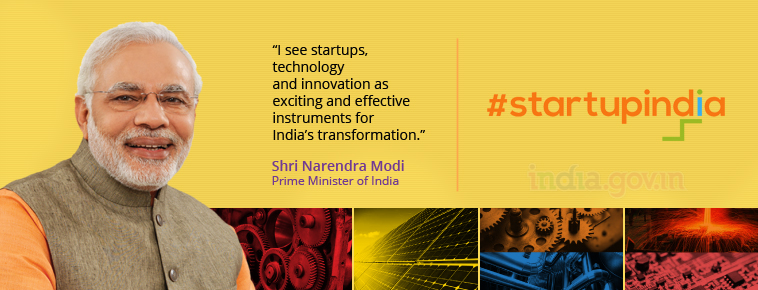 “I see startups,
technology
and innovation as
exciting and effective
instruments for
India’s transformation.”
Shri Narendra Modi
Prime Minister of India
#startupindia
india.gov.in